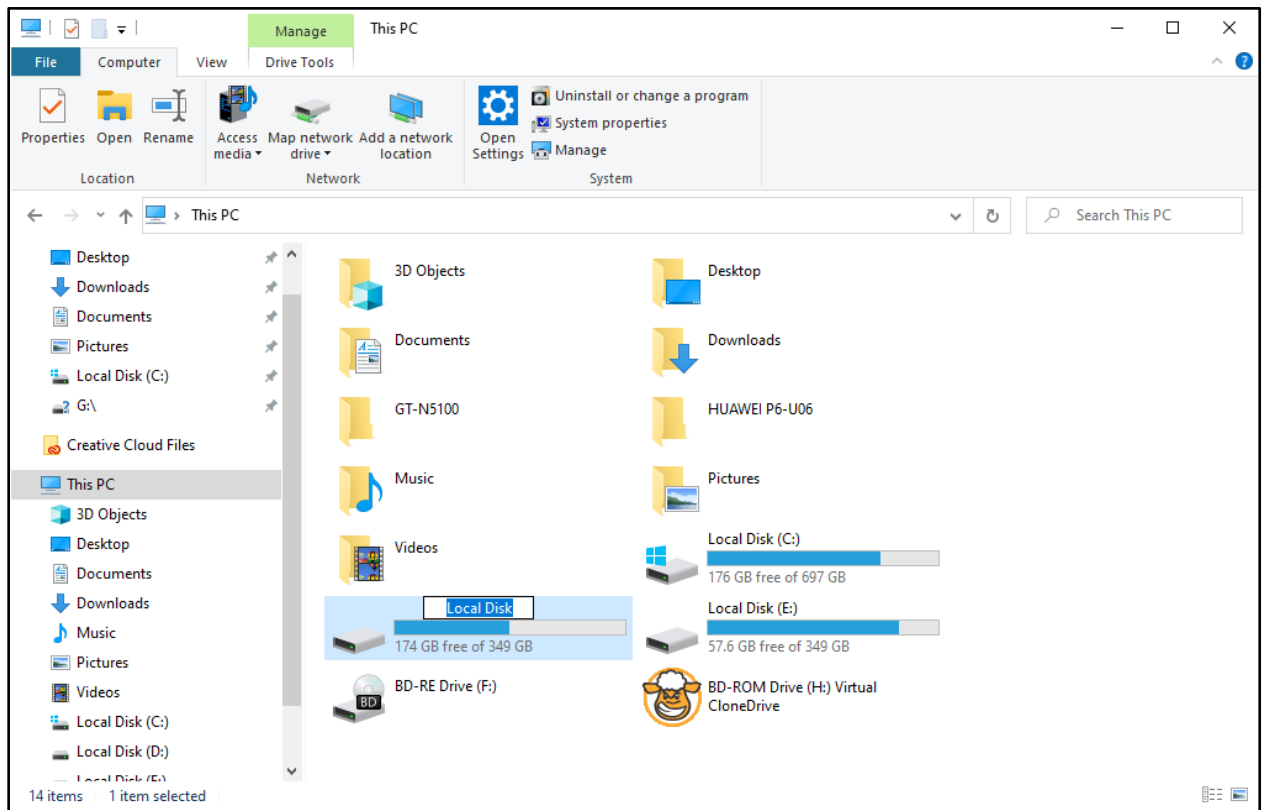 Manage This PC
File Computer View Drive Tools
Properties Open Rename Access media Map network drive Add a network location Open Settings
Uninstall or change a program
System properties
Manage
Location Network System
This PC Search This PC
Desktop
Downloads
Documents
Pictures
Local Disk (C:)
G:\
Creative Cloud Files
This PC
3D Objects
Desktop
Documents
Downloads
Music
Pictures
Videos
Local Disk (C:)
Local Disk (D:)
Local Disk (E:)
3D Objects Desktop
Documents Downloads
GT-N5100 HUAWEI P6-U06
Music Pictures
Videos
Local Disk (C:)
176 GB free of 697 GB
Local Disk
174 GB free of 349 GB
Local Disk (E:)
57.6 GB free of 349 GB
BD-RE Drive (F:)
BD
BD-ROM Drive (H:) Virtual
CloneDrive
14 items 1 item selected